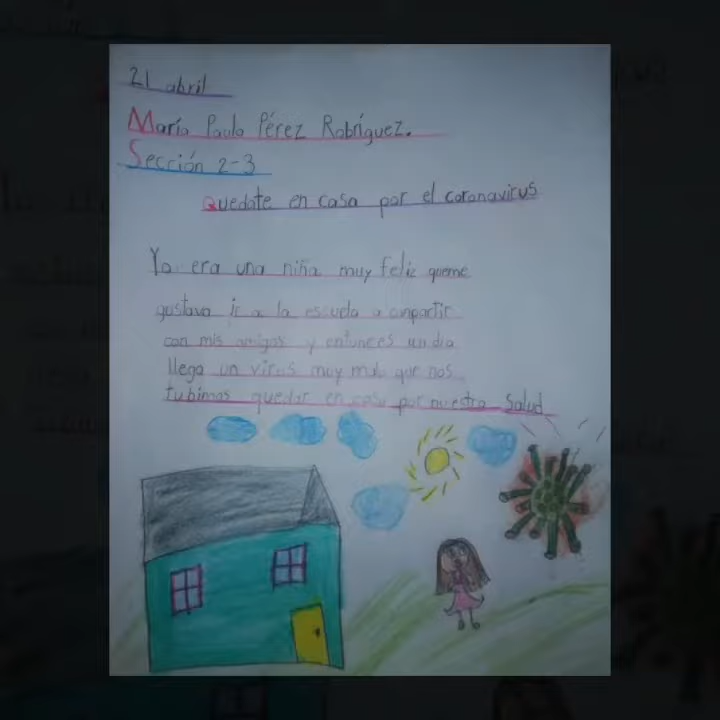 21 abril
María Paula Pérez Robríguez.
Sección 2-3
Quedate en casa por el coronavirus
Yo era una niña muy feliz queme
gustava ir a la escuela a conpartir
con mis amigos y entunces un dia
llega un virus muy malo que nos
tubimos quedar en casa por nuestra Salud